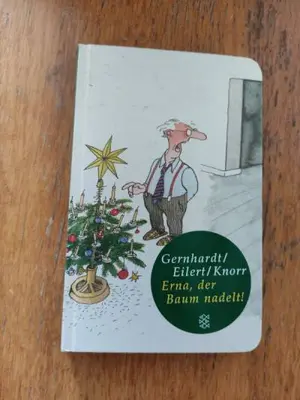 Gernhardt/
Eilert/Knorr
Erna, der
Baum nadelt!